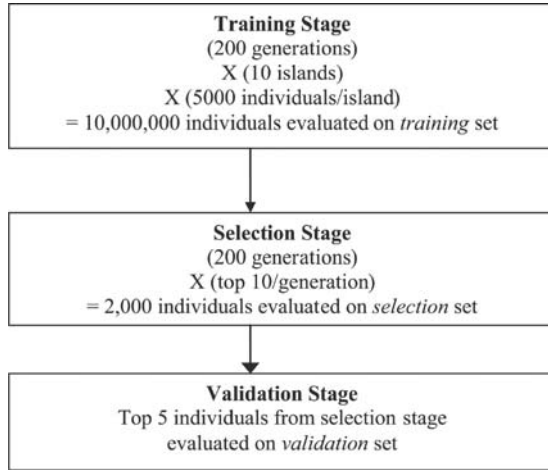 Training Stage
(200 generations)
X (10 islands)
X (5000 individuals/island)
= 10,000,000 individuals evaluated on training set
Selection Stage
(200 generations)
X (top 10/generation)
= 2,000 individuals evaluated on selection set
Validation Stage
Top 5 individuals from selection stage
evaluated on validation set